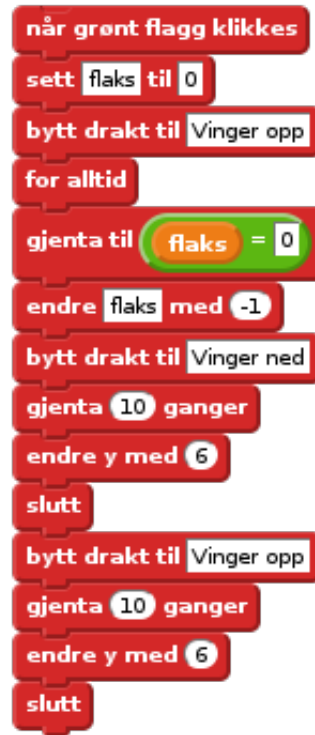 når grønt flagg klikkes
sett flaks til 0
bytt drakt til Vinger opp
for alltid
gjenta til flaks = 0
endre flaks med -1
bytt drakt til Vinger ned
gjenta 10 ganger
endre y med 6
slutt
bytt drakt til Vinger opp
gjenta 10 ganger
endre y med 6
slutt